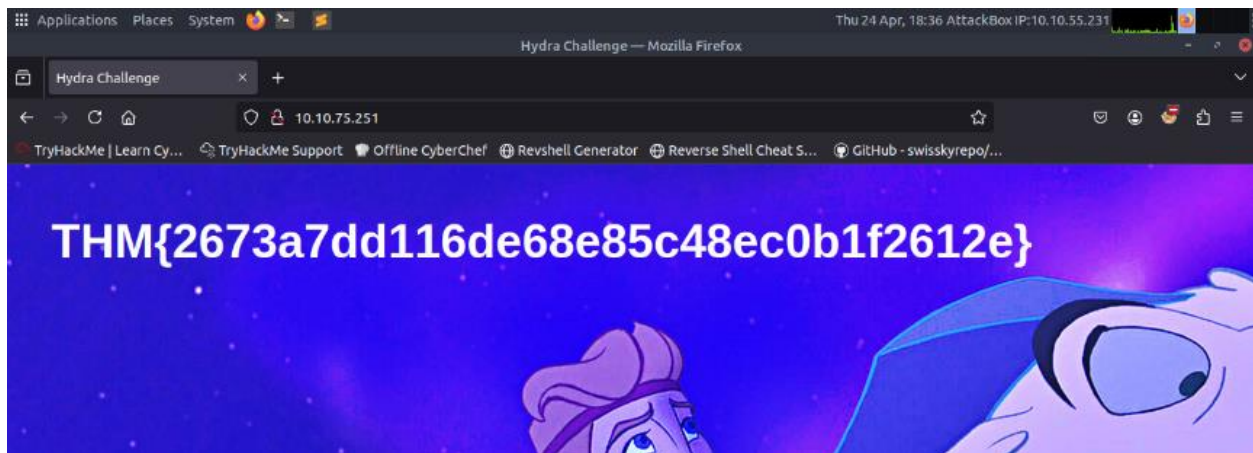 Applications Places System Thu 24 Apr, 18:36 AttackBox IP:10.10.55.231
Hydra Challenge — Mozilla Firefox
Hydra Challenge
10.10.75.251
TryHackMe | Learn Cy... TryHackMe Support Offline CyberChef Revshell Generator Reverse Shell Cheat S... GitHub - swisskyrepo/...
THM{2673a7dd116de68e85c48ec0b1f2612e}